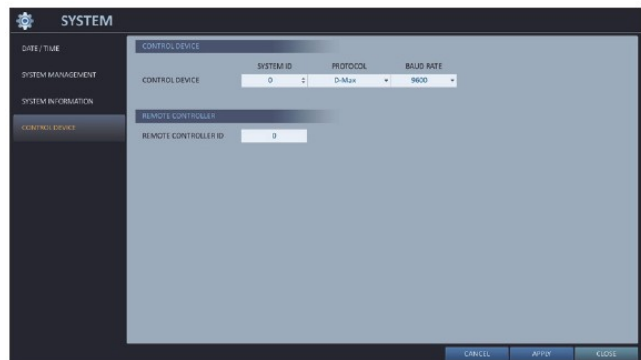 SYSTEM
DATE / TIME
SYSTEM MANAGEMENT
SYSTEM INFORMATION
CONTROL DEVICE
CONTROL DEVICE
SYSTEM ID PROTOCOL BAUD RATE
CONTROL DEVICE 0 D-Max 9600
REMOTE CONTROLLER
REMOTE CONTROLLER ID 0
CANCEL APPLY CLOSE